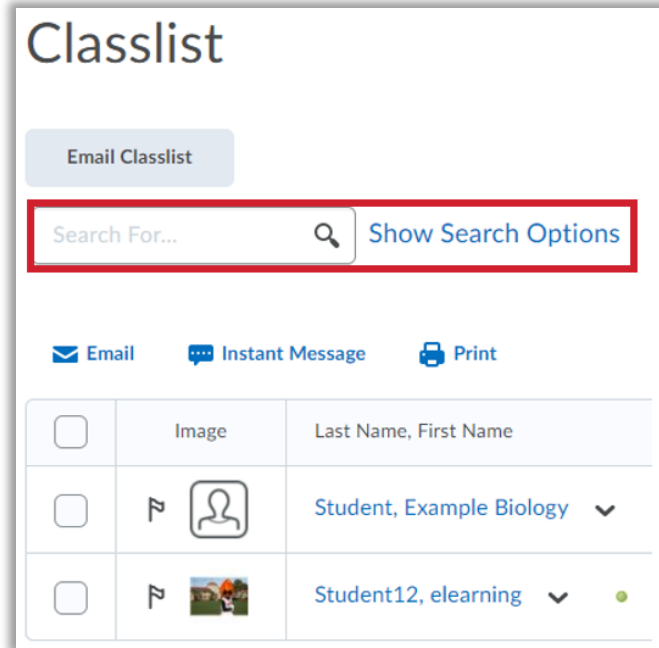 Classlist
Email Classlist
Search For... Show Search Options
Email Instant Message Print
Image Last Name, First Name
Student, Example Biology
Student12, elearning